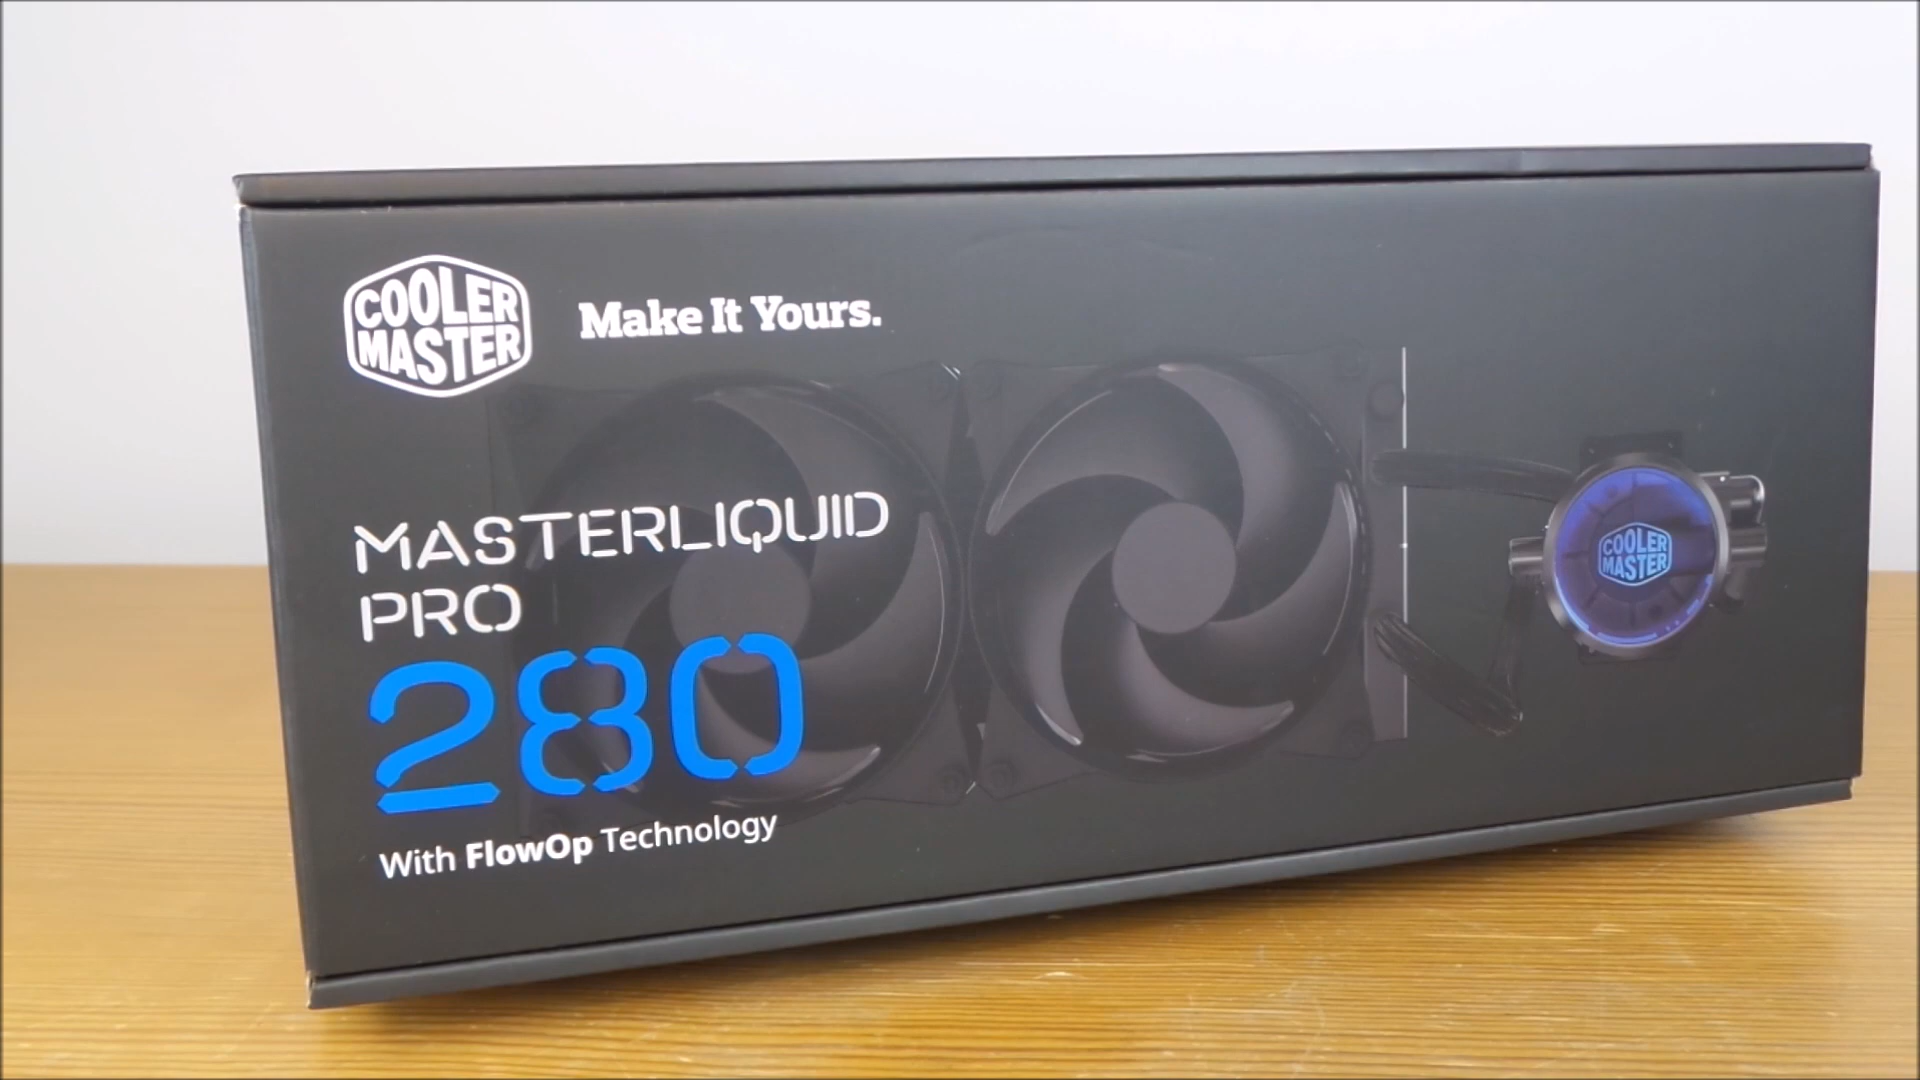 COOLER
MASTER
Make It Yours.
MASTERLIQUID
PRO
280
With FlowOp Technology
COOLER
MASTER